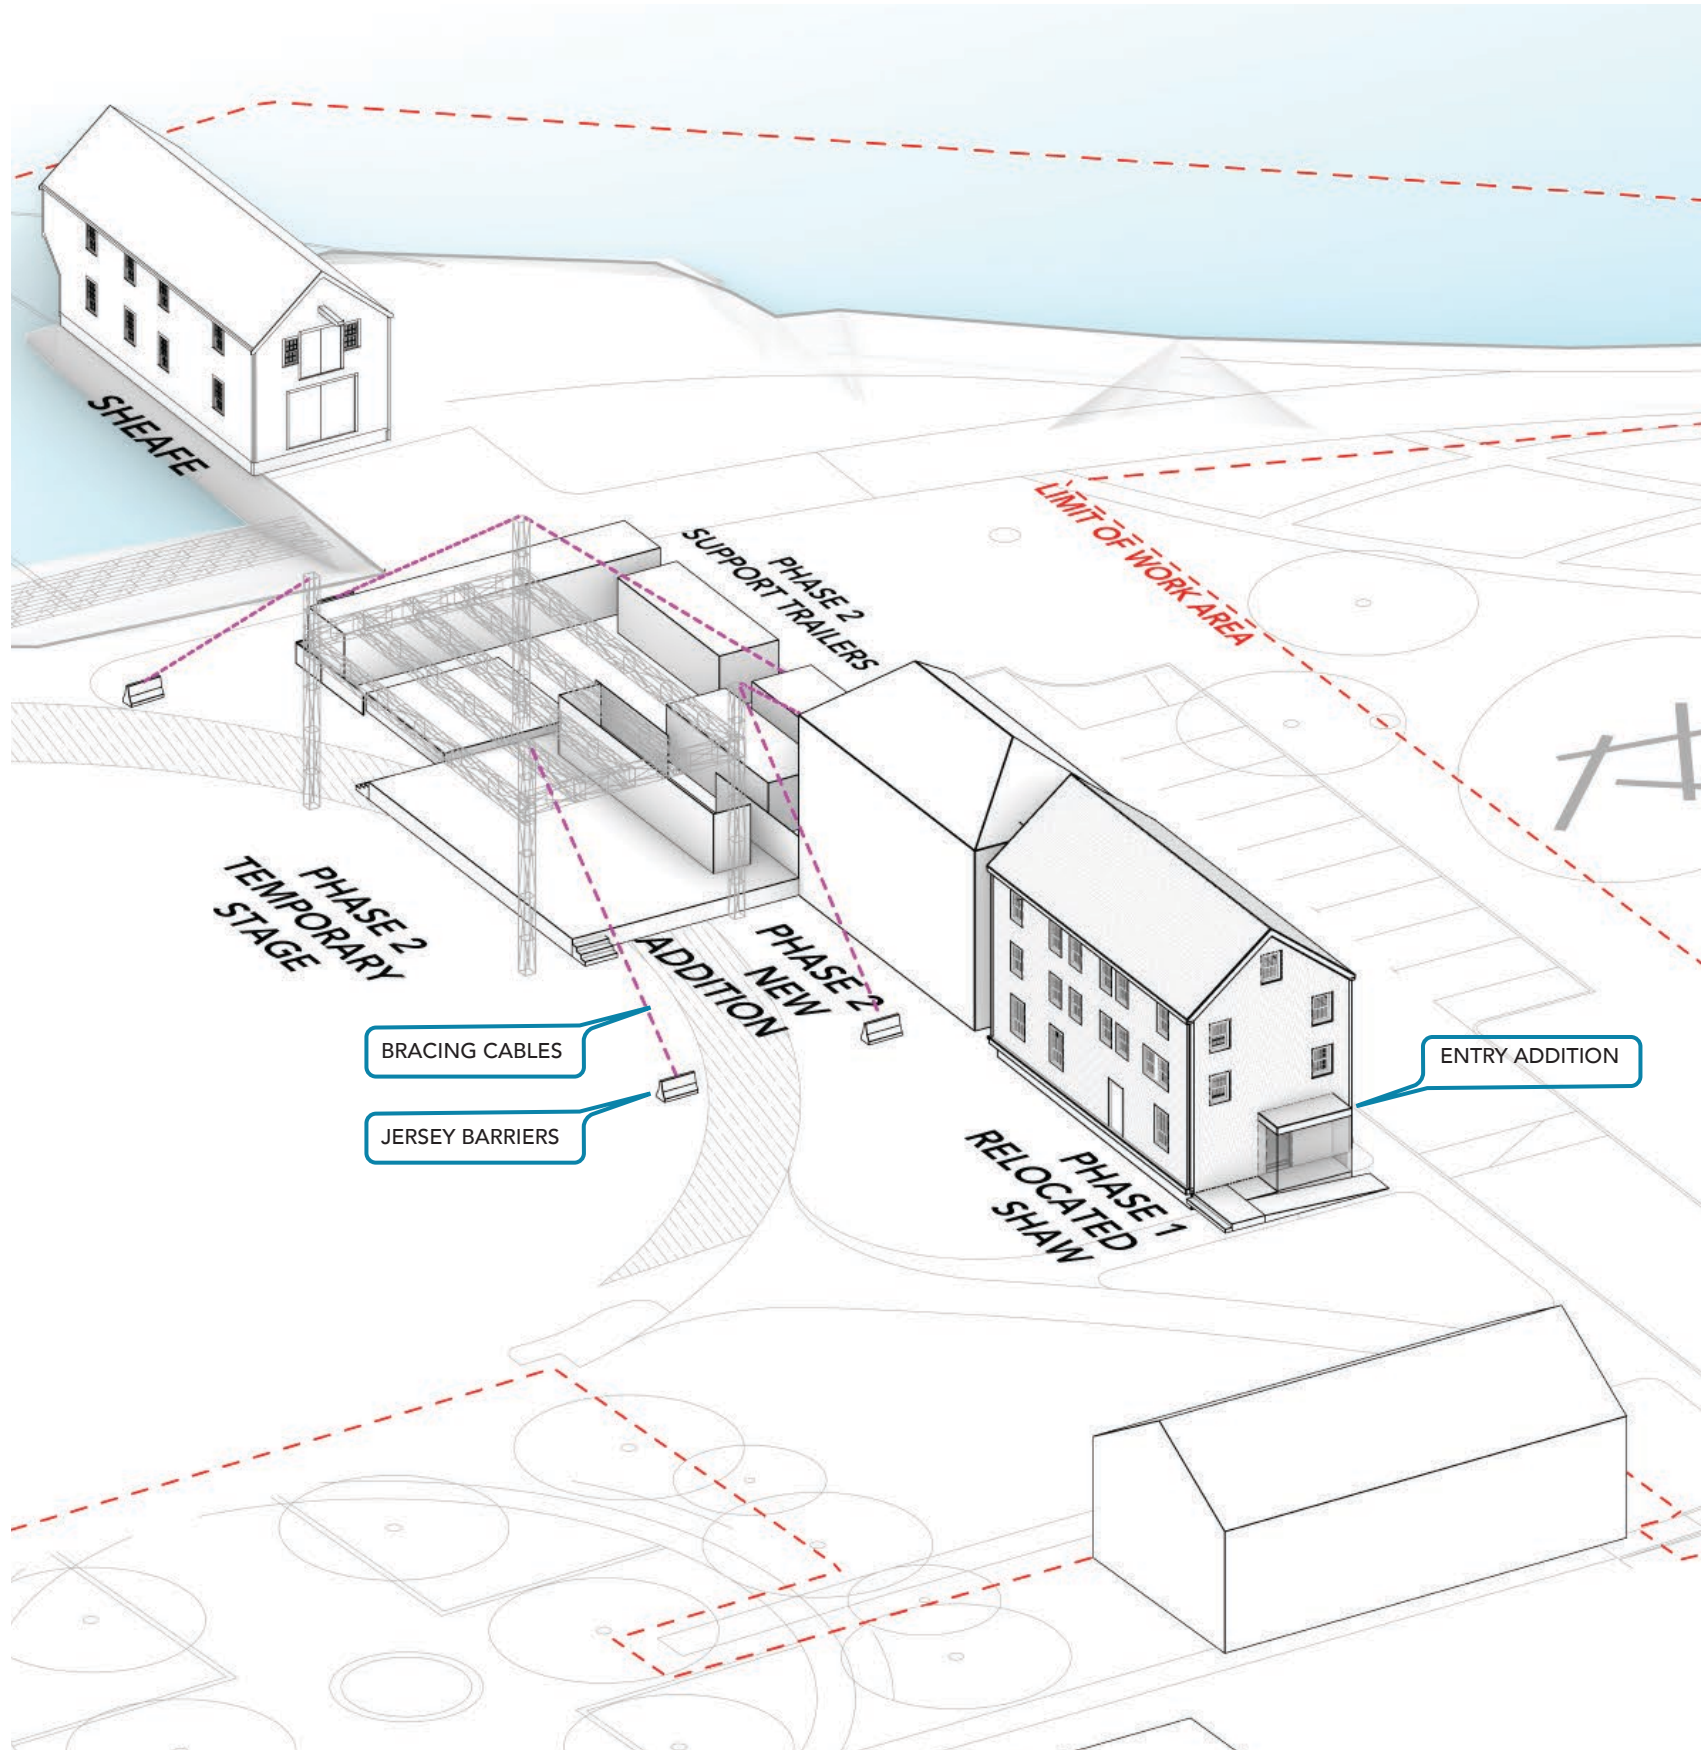 SHEAFE
PHASE 2
SUPPORT TRAILERS
LIMIT OF WORK AREA
PHASE 2
TEMPORARY
STAGE
PHASE 2
NEW
ADDITION
BRACING CABLES
JERSEY BARRIERS
ENTRY ADDITION
PHASE 1
RELOCATED
SHAW